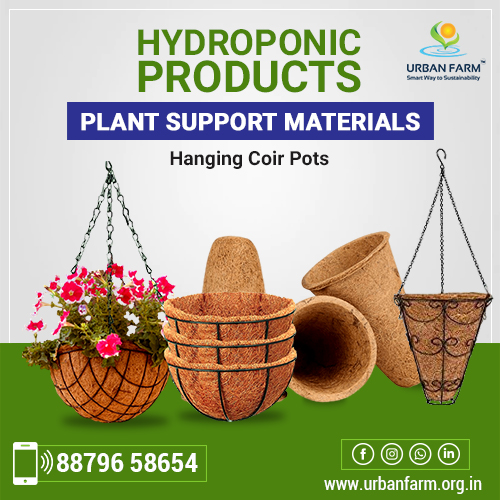 HYDROPONIC
PRODUCTS
URBAN FARM™
Smart Way to Sustainability
PLANT SUPPORT MATERIALS
Hanging Coir Pots
88796 58654
www.urbanfarm.org.in